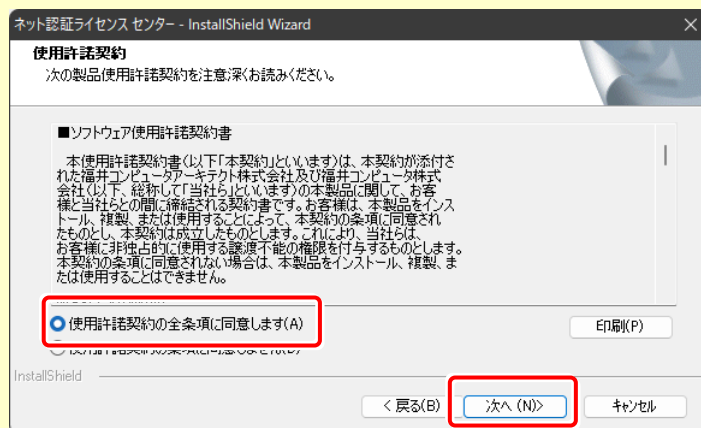 ネット認証ライセンス センター - InstallShield Wizard
使用許諾契約
次の製品使用許諾契約を注意深くお読みください。
■ソフトウェア使用許諾契約書
本使用許諾契約書(以下「本契約」といいます)は、本契約が添付さ
れた福井コンピュータアーキテクト株式会社及び福井コンピュータ株式
会社(以下、総称して「当社ら」といいます)の本製品に関して、お客
様と当社らとの間に締結される契約書です。お客様は、本製品をインス
トール、複製、または使用することによって、本契約の条項に同意され
たものとし、本契約は成立したものとします。これにより、当社らは、
お客様に非独占的に使用する譲渡不能の権限を付与するものとします。
本契約の条項に同意されない場合は、本製品をインストール、複製、ま
たは使用することはできません。
使用許諾契約の全条項に同意します(A)
印刷(P)
InstallShield
< 戻る(B)
次へ (N)>
キャンセル